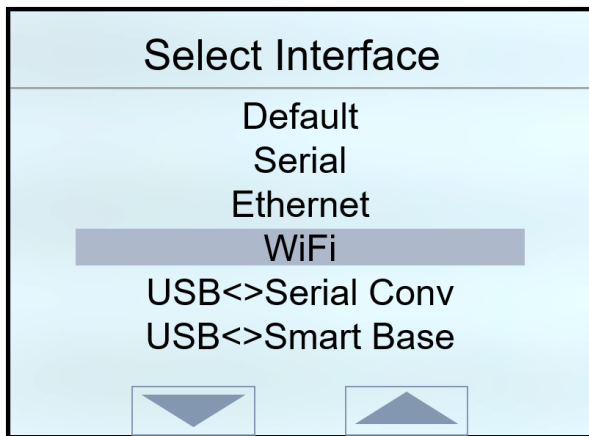 Select Interface
Default
Serial
Ethernet
WiFi
USB<>Serial Conv
USB<>Smart Base